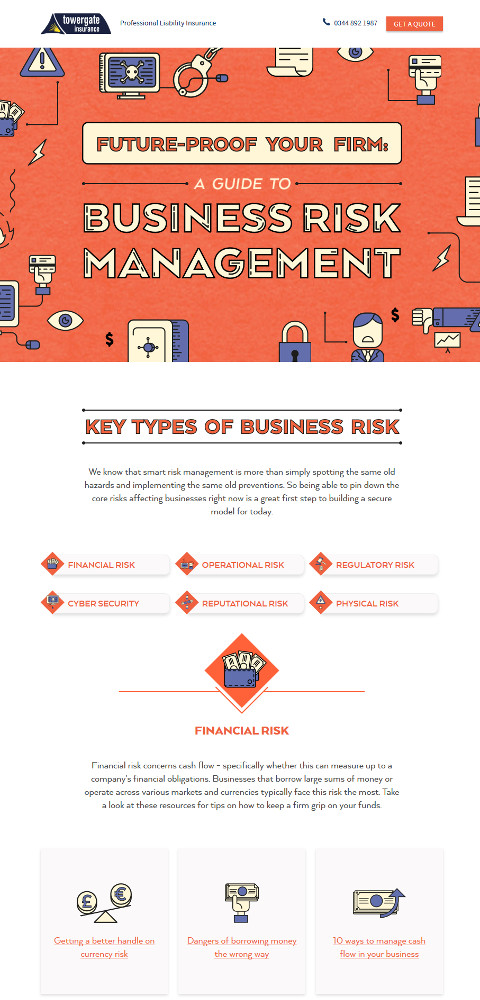 towergate
insurance
Professional Liability Insurance
0344 892 1987
GET A QUOTE
FUTURE-PROOF YOUR FIRM:
A GUIDE TO
BUSINESS RISK
MANAGEMENT
$
$
KEY TYPES OF BUSINESS RISK
We know that smart risk management is more than simply spotting the same old
hazards and implementing the same old preventions. So being able to pin down the
core risks affecting businesses right now is a great first step to building a secure
model for today.
FINANCIAL RISK
OPERATIONAL RISK
REGULATORY RISK
CYBER SECURITY
REPUTATIONAL RISK
PHYSICAL RISK
FINANCIAL RISK
Financial risk concerns cash flow – specifically whether this can measure up to a
company's financial obligations. Businesses that borrow large sums of money or
operate across various markets and currencies typically face this risk the most. Take
a look at these resources for tips on how to keep a firm grip on your funds.
£ €
Getting a better handle on
currency risk
Dangers of borrowing money
the wrong way
10 ways to manage cash
flow in your business